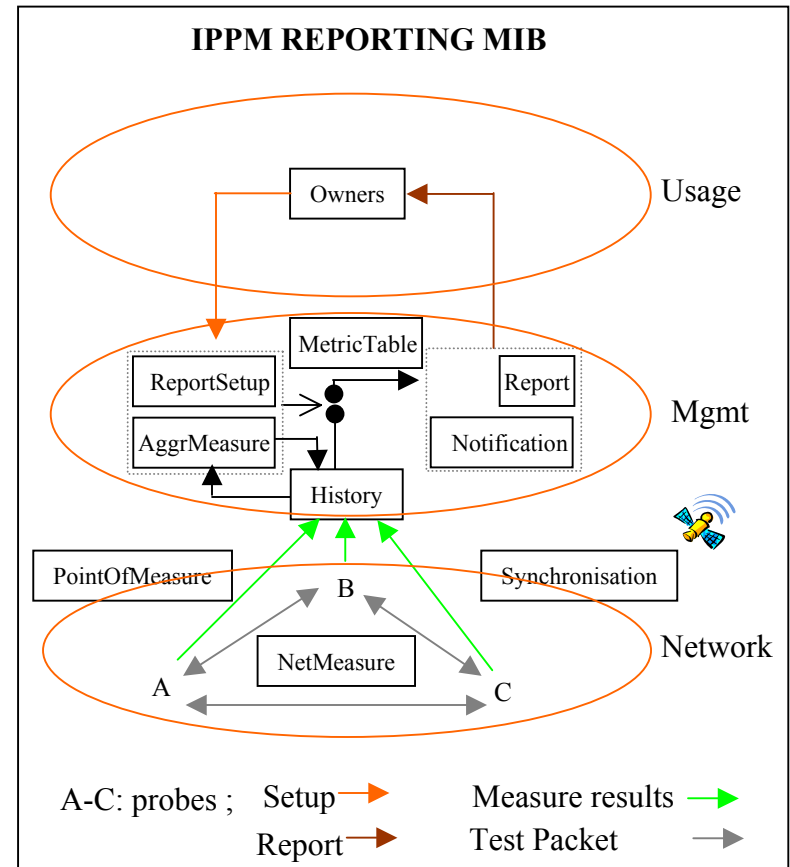 IPPM REPORTING MIB
Owners
Usage
MetricTable
ReportSetup
Report
Mgmt
AggrMeasure
Notification
History
PointOfMeasure
Synchronisation
B
NetMeasure
Network
A
C
A-C: probes ; Setup Measure results
Report Test Packet